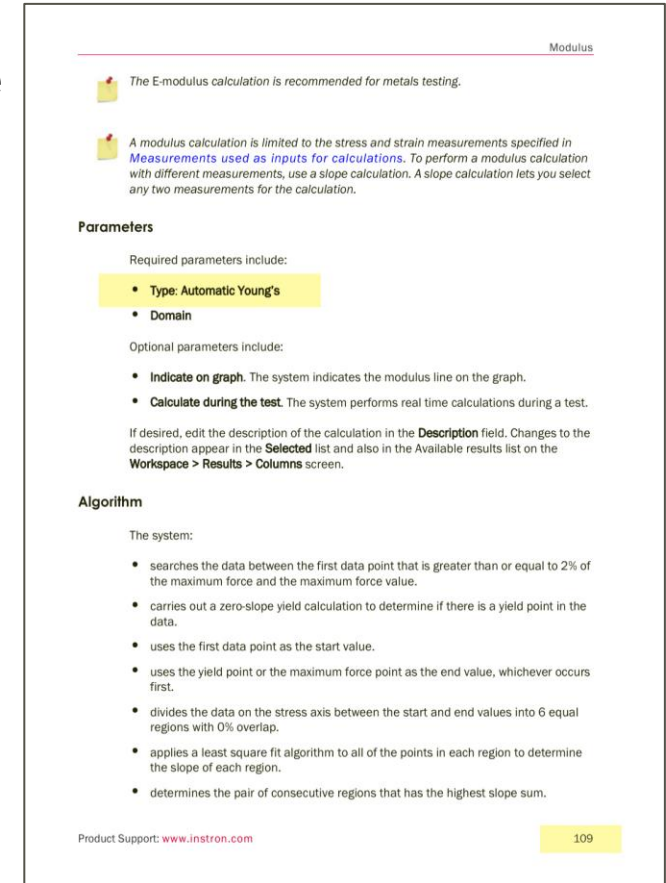 Modulus
The E-modulus calculation is recommended for metals testing.
A modulus calculation is limited to the stress and strain measurements specified in
Measurements used as inputs for calculations. To perform a modulus calculation
with different measurements, use a slope calculation. A slope calculation lets you select
any two measurements for the calculation.
Parameters
Required parameters include:
• Type: Automatic Young's
• Domain
Optional parameters include:
• Indicate on graph. The system indicates the modulus line on the graph.
• Calculate during the test. The system performs real time calculations during a test.
If desired, edit the description of the calculation in the Description field. Changes to the
description appear in the Selected list and also in the Available results list on the
Workspace > Results > Columns screen.
Algorithm
The system:
• searches the data between the first data point that is greater than or equal to 2% of
the maximum force and the maximum force value.
• carries out a zero-slope yield calculation to determine if there is a yield point in the
data.
• uses the first data point as the start value.
• uses the yield point or the maximum force point as the end value, whichever occurs
first.
• divides the data on the stress axis between the start and end values into 6 equal
regions with 0% overlap.
• applies a least square fit algorithm to all of the points in each region to determine
the slope of each region.
• determines the pair of consecutive regions that has the highest slope sum.
Product Support: www.instron.com
109